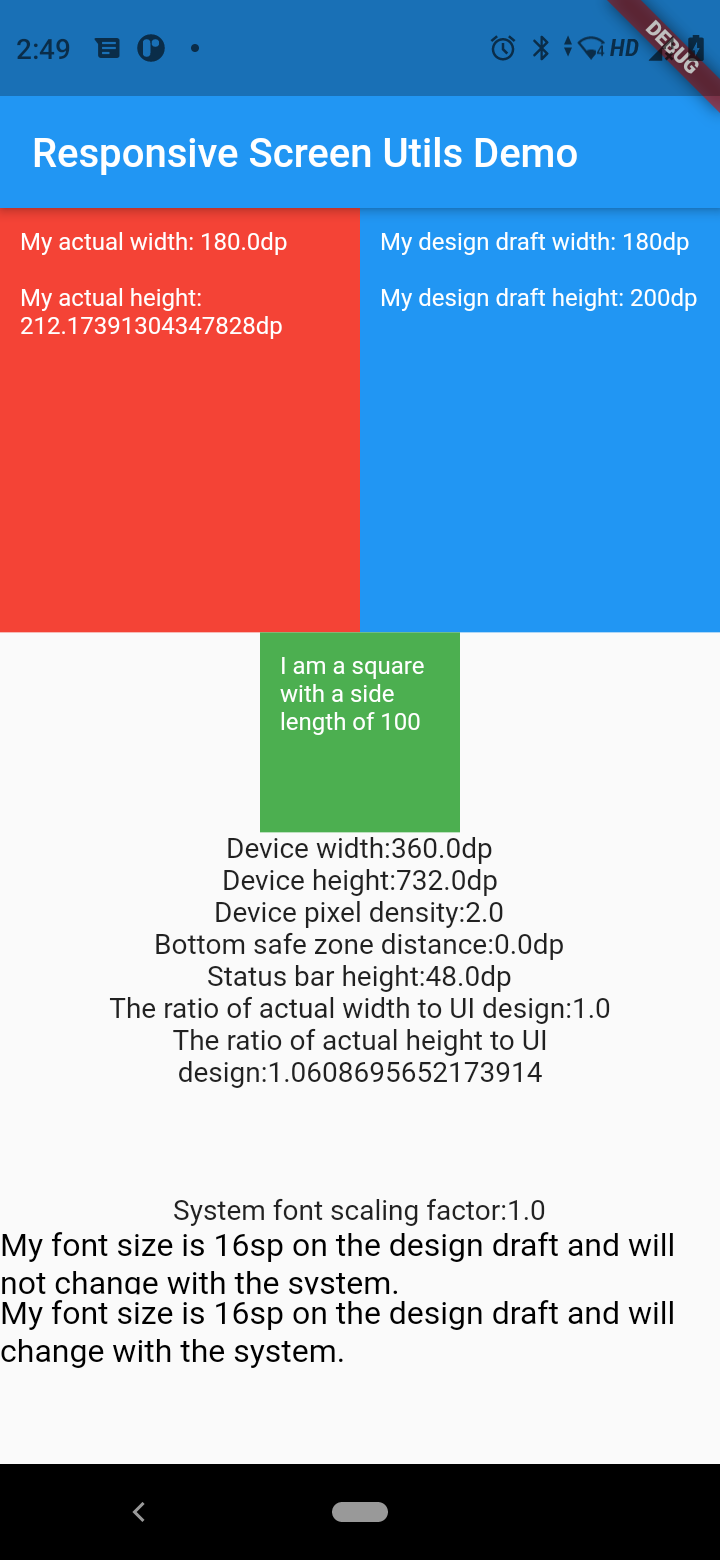 2:49
4 HD
DEBUG
Responsive Screen Utils Demo
My actual width: 180.0dp
My actual height:
212.17391304347828dp
My design draft width: 180dp
My design draft height: 200dp
I am a square
with a side
length of 100
Device width:360.0dp
Device height:732.0dp
Device pixel density:2.0
Bottom safe zone distance:0.0dp
Status bar height:48.0dp
The ratio of actual width to UI design:1.0
The ratio of actual height to UI
design:1.0608695652173914
System font scaling factor:1.0
My font size is 16sp on the design draft and will
not change with the system.
My font size is 16sp on the design draft and will
change with the system.